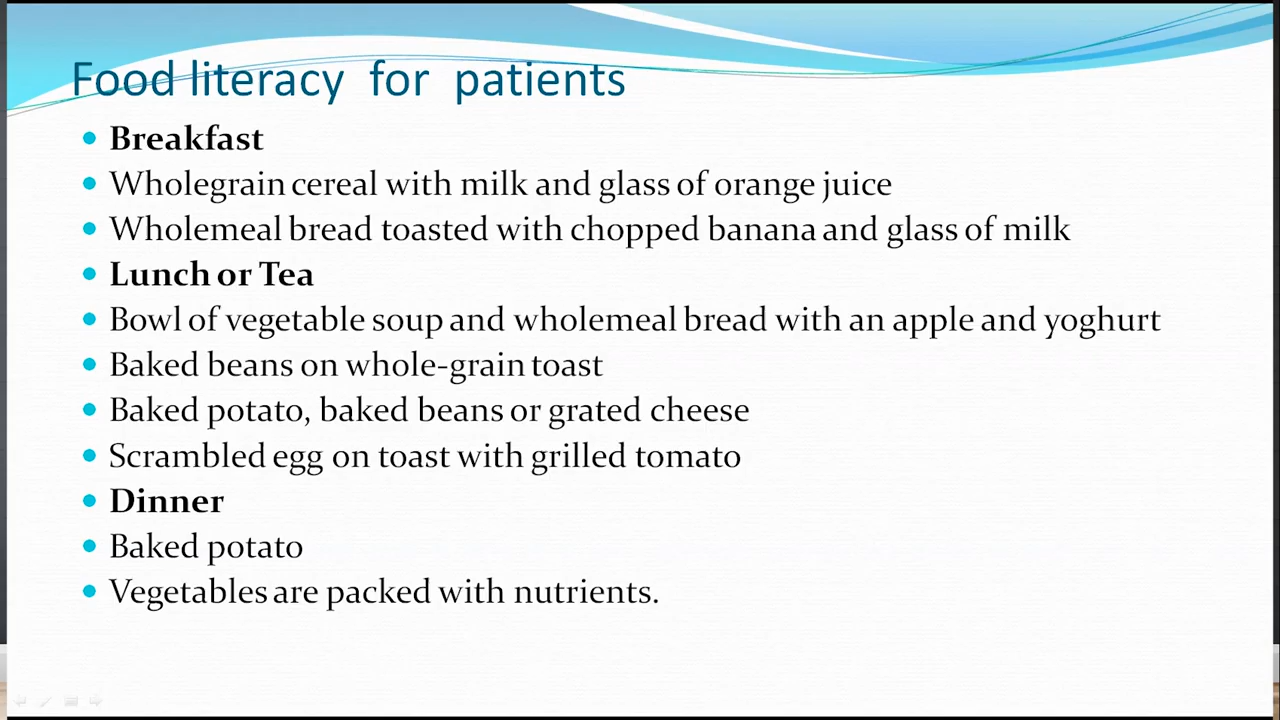 Food literacy for patients
Breakfast
Wholegrain cereal with milk and glass of orange juice
Wholemeal bread toasted with chopped banana and glass of milk
Lunch or Tea
Bowl of vegetable soup and wholemeal bread with an apple and yoghurt
Baked beans on whole-grain toast
Baked potato, baked beans or grated cheese
Scrambled egg on toast with grilled tomato
Dinner
Baked potato
Vegetables are packed with nutrients.